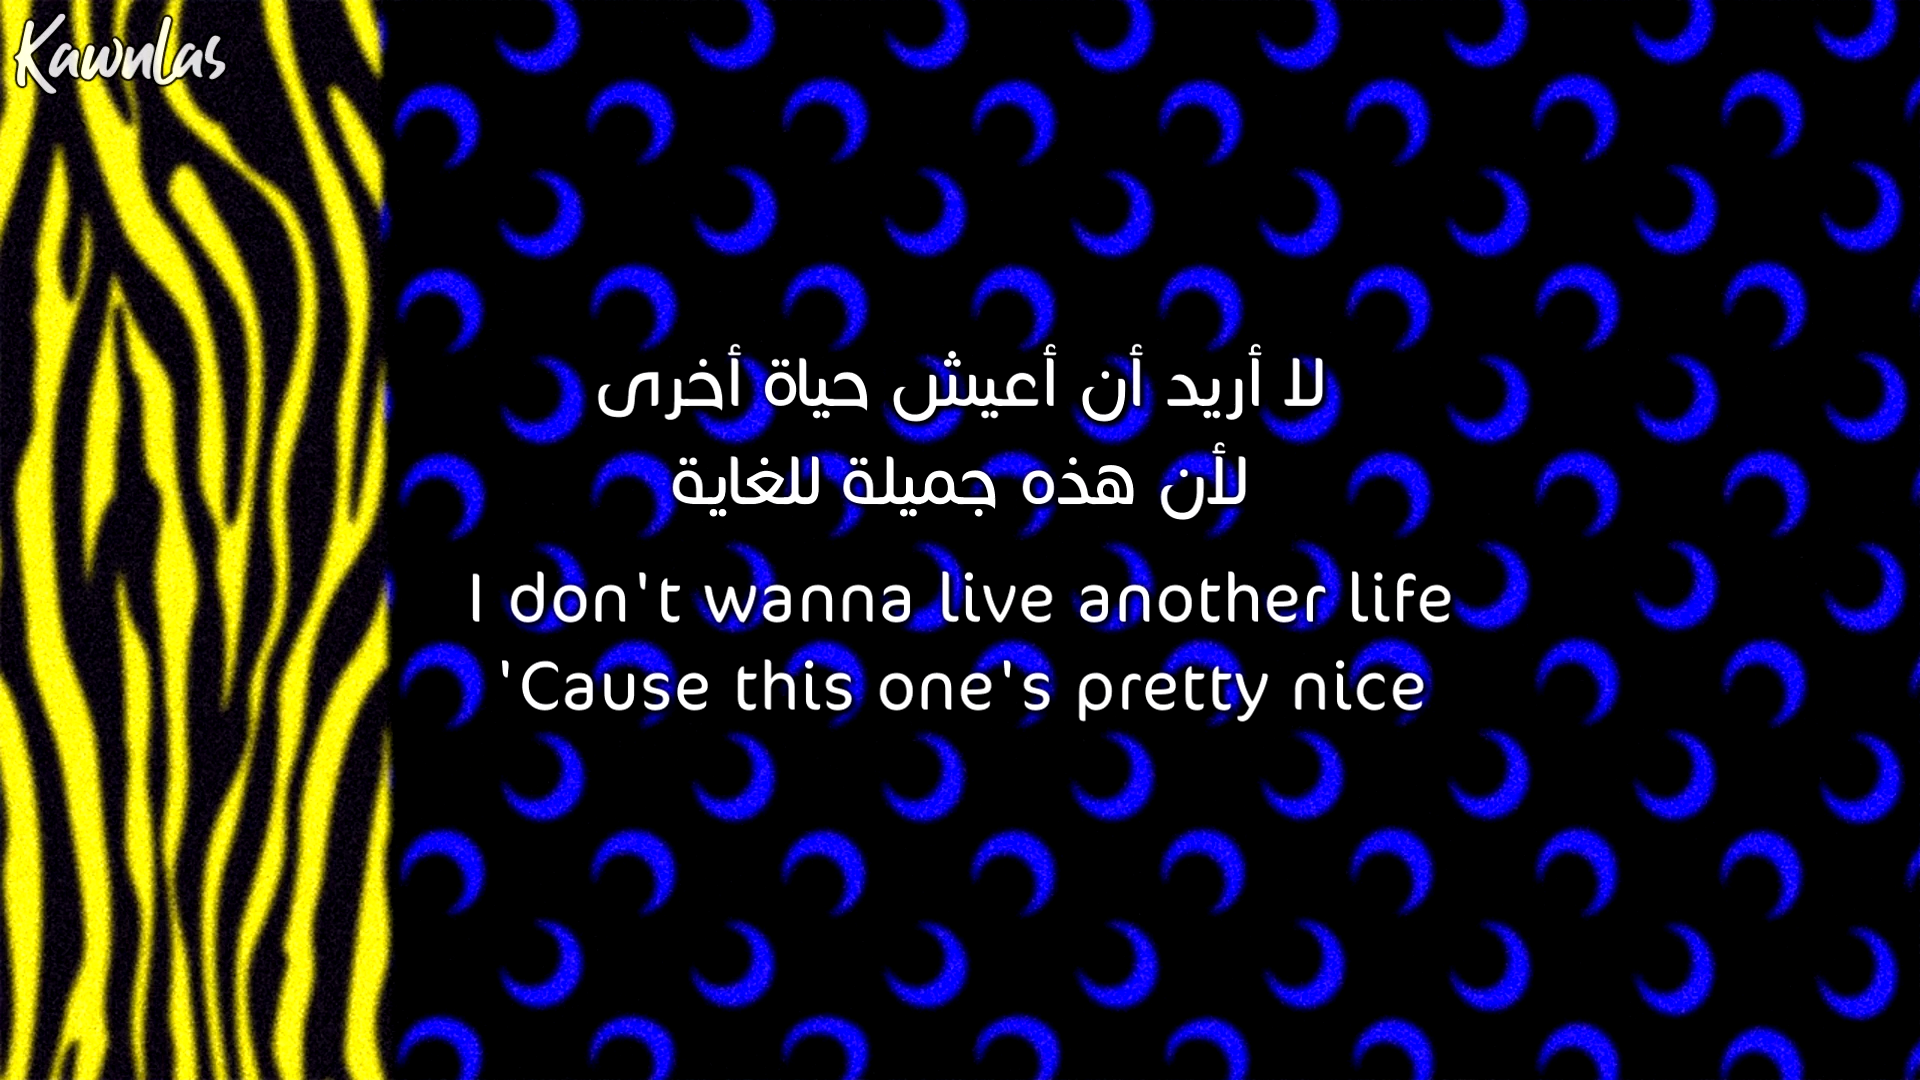 Kawnlas
لا أريد أن أعيش حياة أخرى
لأن هذه جميلة للغاية
I don't wanna live another life
'Cause this one's pretty nice